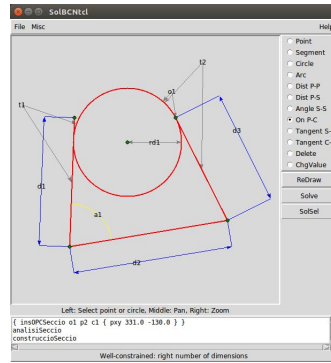 SolBCNtcl
File Misc Help
t2
o1
t1
d3
rd1
d1
a1
d2
Point
Segment
Circle
Arc
Dist P-P
Dist P-S
Angle S-S
On P-C
Tangent S-
Tangent C-
Delete
ChgValue
ReDraw
Solve
SolSel
Left: Select point or circle, Middle: Pan, Right: Zoom
{ insOPCSeccio o1 p2 c1 { pxy 331.0 -130.0 } }
analisiSeccio
construccioSeccio
Well-constrained: right number of dimensions